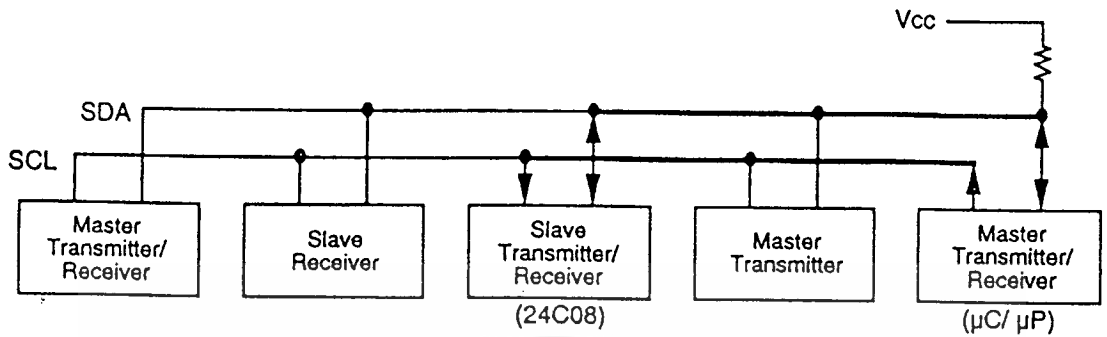 Vcc
SDA
SCL
Master
Transmitter/
Receiver
Slave
Receiver
Slave
Transmitter/
Receiver
(24C08)
Master
Transmitter
Master
Transmitter/
Receiver
(µC/ µP)